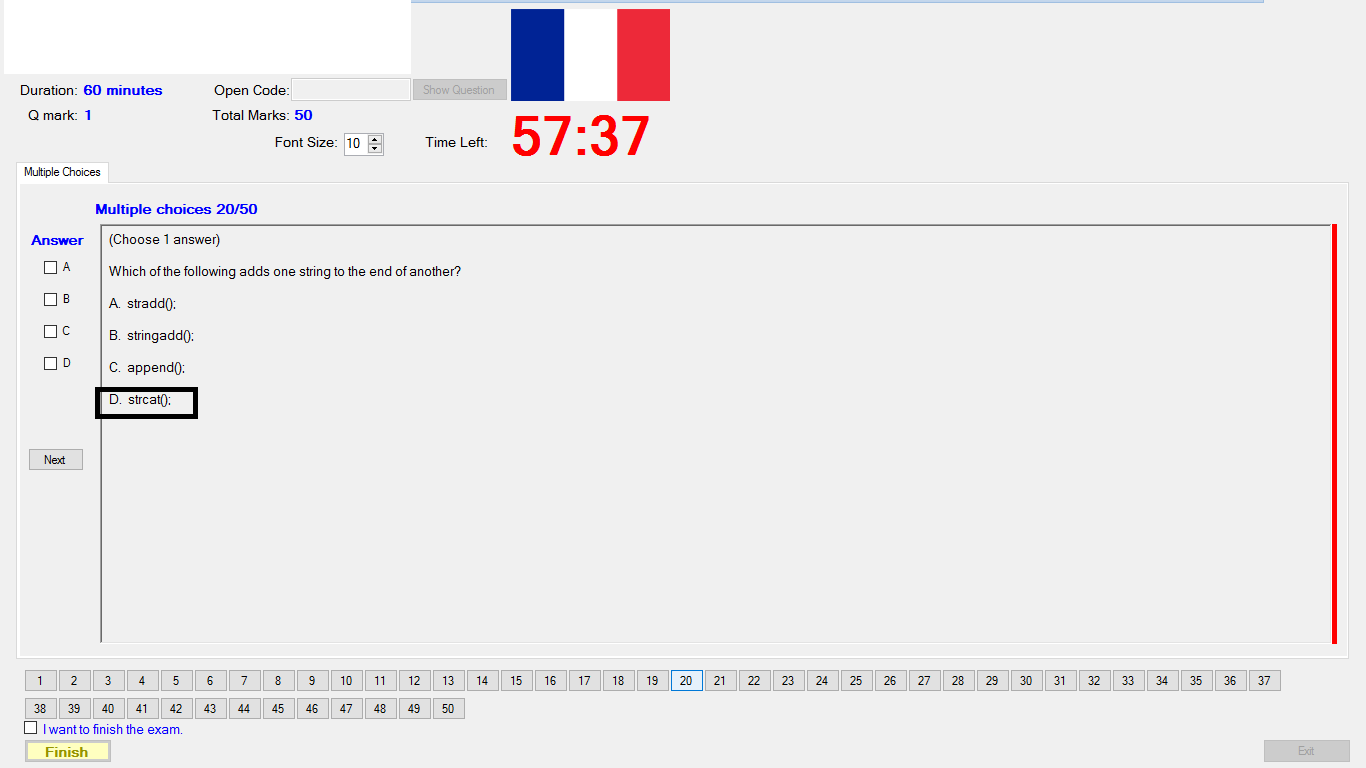 Duration: 60 minutes
Open Code:
Show Question
Q mark: 1
Total Marks: 50
Font Size: 10
Time Left: 57:37
Multiple Choices
Multiple choices 20/50
Answer
(Choose 1 answer)
A
Which of the following adds one string to the end of another?
B
A. stradd();
C
B. stringadd();
D
C. append();
D. strcat();
Next
1 2 3 4 5 6 7 8 9 10 11 12 13 14 15 16 17 18 19 20 21 22 23 24 25 26 27 28 29 30 31 32 33 34 35 36 37
38 39 40 41 42 43 44 45 46 47 48 49 50
I want to finish the exam.
Finish
Exit